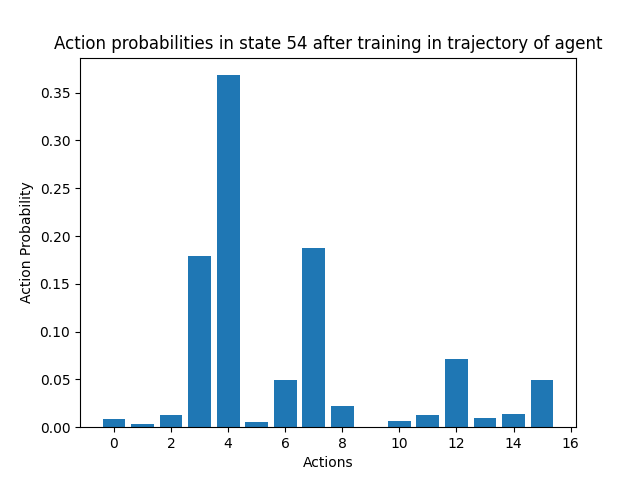 Action probabilities in state 54 after training in trajectory of agent
0.35
0.30
0.25
0.20
0.15
0.10
0.05
0.00
Action Probability
0 2 4 6 8 10 12 14 16
Actions